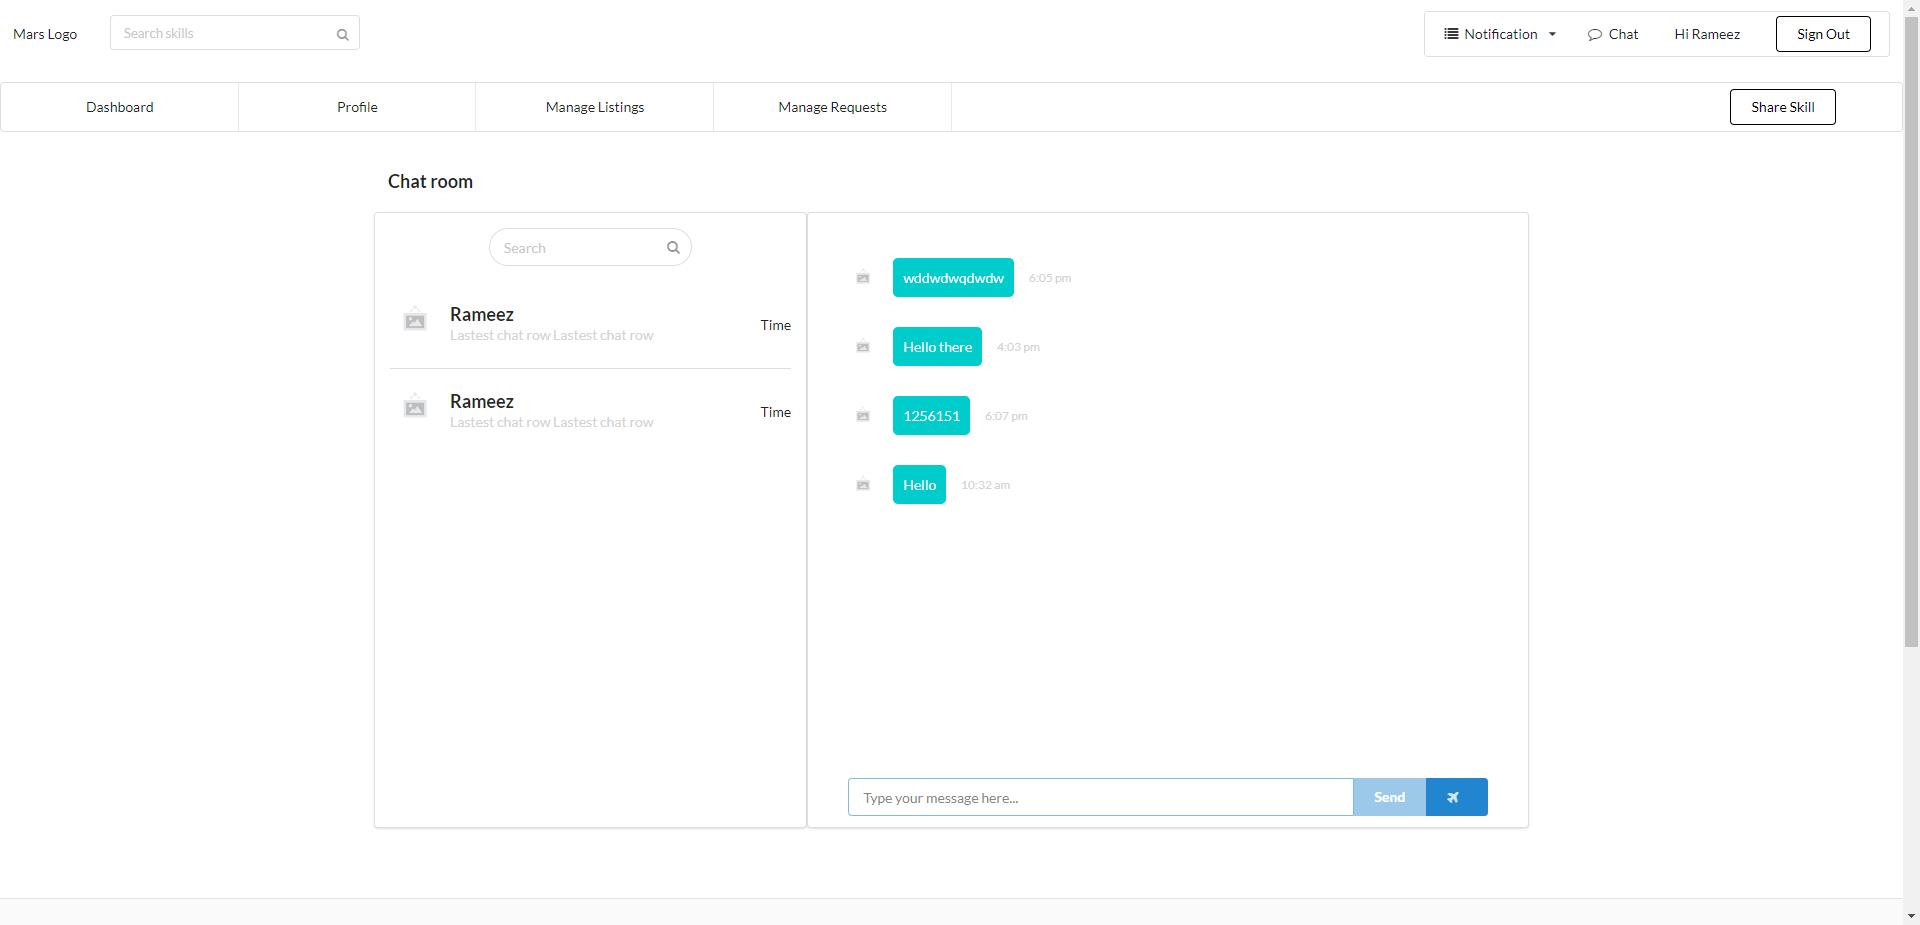 Mars Logo
Search skills
Notification
Chat
Hi Rameez
Sign Out
Dashboard
Profile
Manage Listings
Manage Requests
Share Skill
Chat room
Search
Rameez
Lastest chat row Lastest chat row
Time
Rameez
Lastest chat row Lastest chat row
Time
wddwdwqdwdw 6:05 pm
Hello there 4:03 pm
1256151 6:07 pm
Hello 10:32 am
Type your message here...
Send